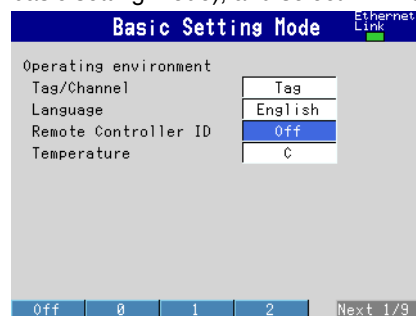 Basic Setting Mode
Ethernet
Link
Operating environment
Tag/Channel Tag
Language English
Remote Controller ID Off
Temperature C
Off 0 1 2 Next 1/9